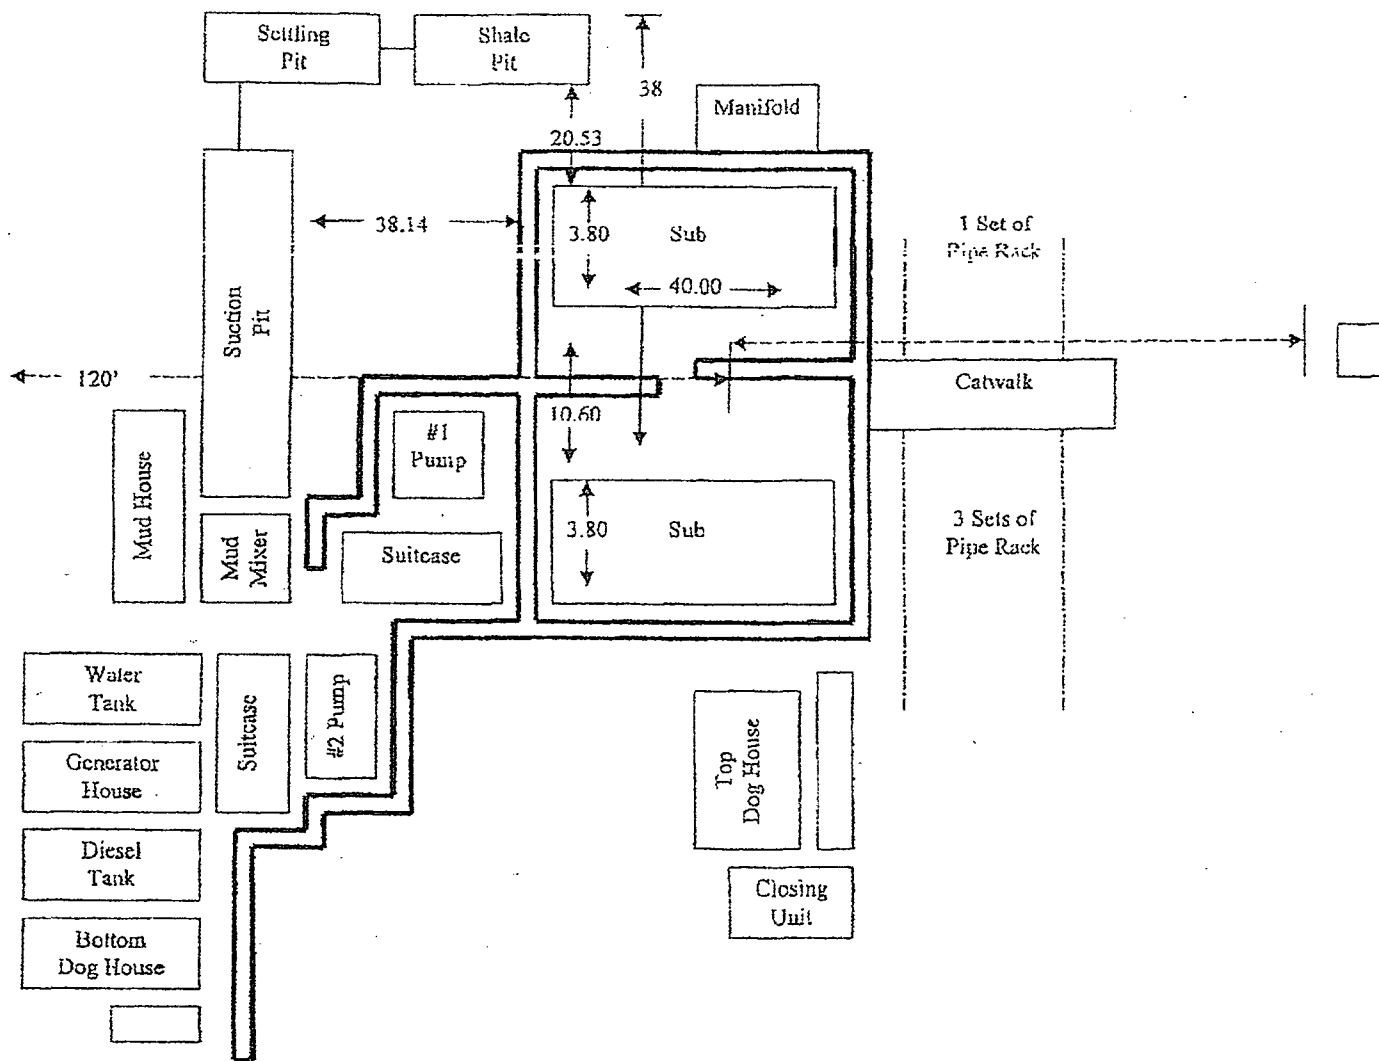 Settling
Pit
Shale
Pit
38
Manifold
20.53
38.14
3.80
Sub
40.00
1 Set of
Pipe Rack
Suction
Pit
120'
Catwalk
10.60
#1
Pump
Mud House
Mud
Mixer
Suitcase
3.80
Sub
3 Sets of
Pipe Rack
Water
Tank
Suitcase
#2 Pump
Generator
House
Top
Dog House
Diesel
Tank
Closing
Unit
Bottom
Dog House